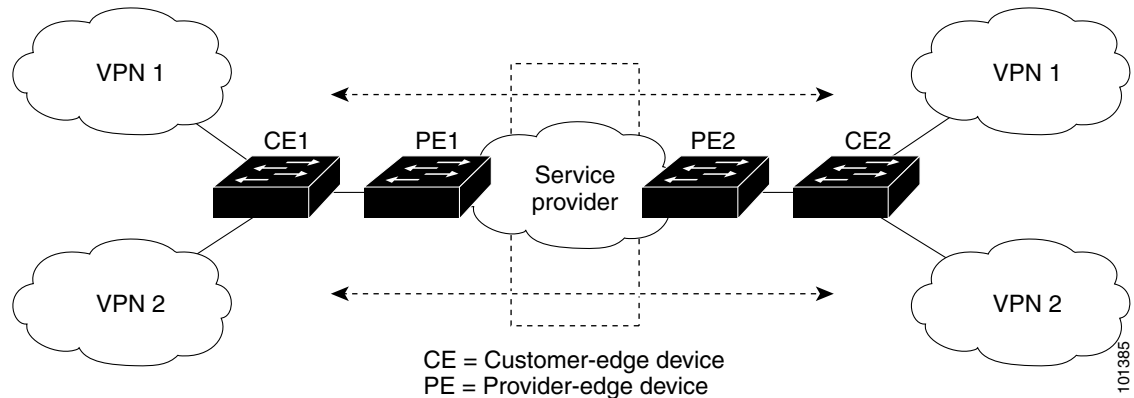 VPN 1
VPN 1
CE1
PE1
PE2
CE2
Service
provider
VPN 2
VPN 2
CE = Customer-edge device
PE = Provider-edge device
101385